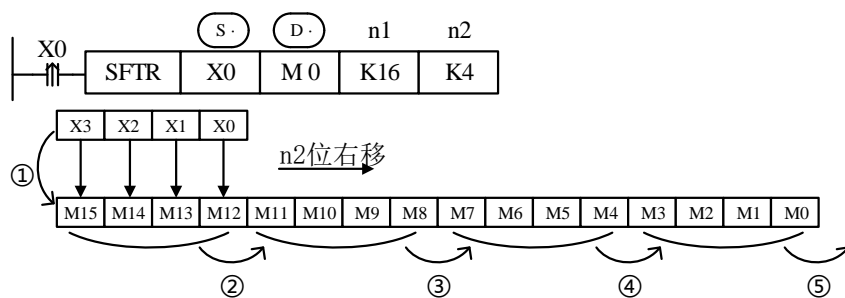 S· D· n1 n2
X0
SFTR X0 M 0 K16 K4
X3 X2 X1 X0
① n2位右移
M15 M14 M13 M12 M11 M10 M9 M8 M7 M6 M5 M4 M3 M2 M1 M0
② ③ ④ ⑤